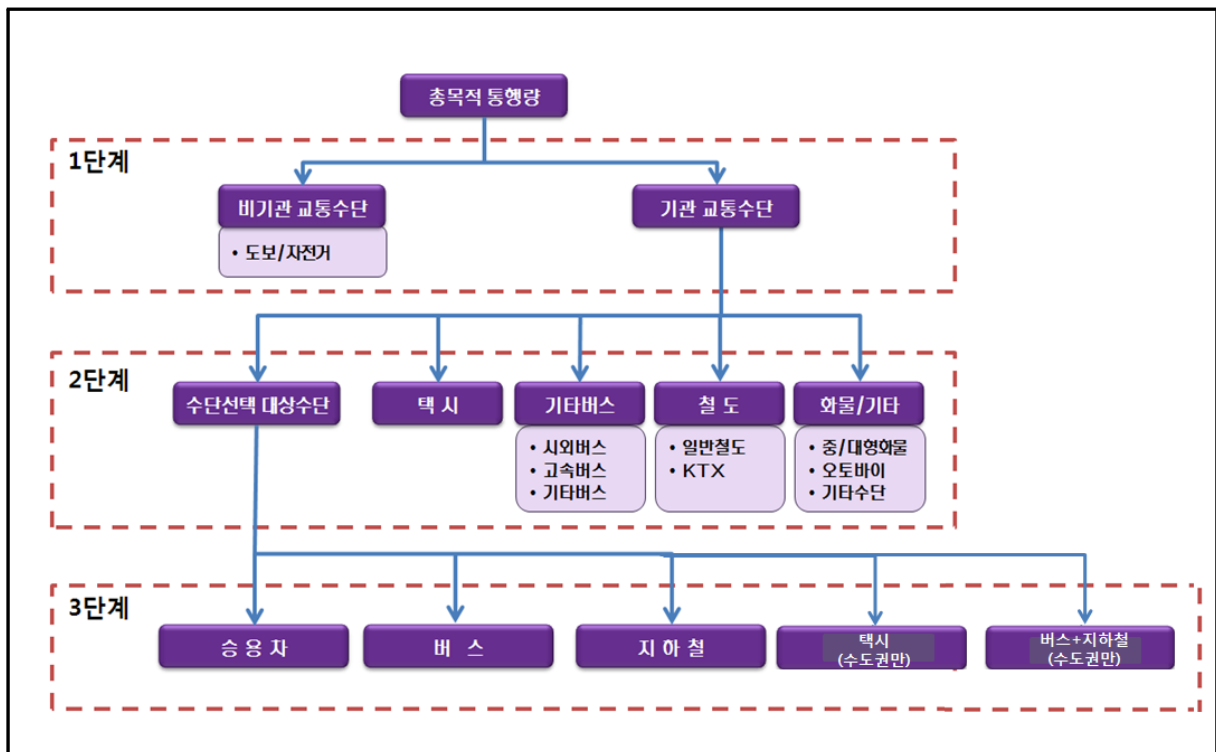 총목적 통행량
1단계
비기관 교통수단
기관 교통수단
• 도보/자전거
2단계
수단선택 대상수단
택 시
기타버스
철 도
화물/기타
• 시외버스
• 고속버스
• 기타버스
• 일반철도
• KTX
• 중/대형화물
• 오토바이
• 기타수단
3단계
승 용 차
버 스
지 하 철
택시
(수도권만)
버스+지하철
(수도권만)